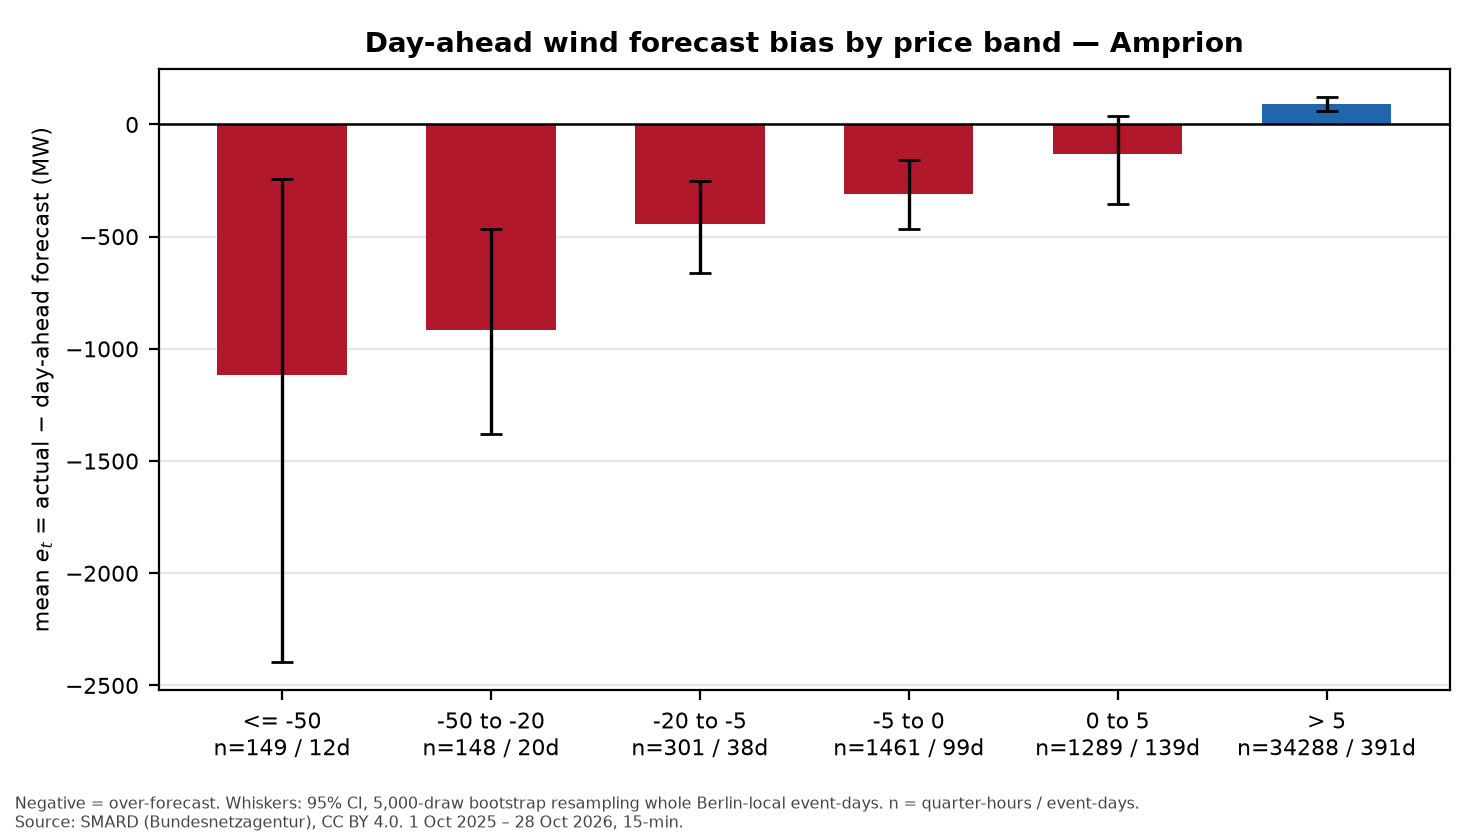 Day-ahead wind forecast bias by price band — Amprion
mean e_t = actual − day-ahead forecast (MW)
0
−500
−1000
−1500
−2000
−2500
<= -50
n=149 / 12d
-50 to -20
n=148 / 20d
-20 to -5
n=301 / 38d
-5 to 0
n=1461 / 99d
0 to 5
n=1289 / 139d
> 5
n=34288 / 391d
Negative = over-forecast. Whiskers: 95% CI, 5,000-draw bootstrap resampling whole Berlin-local event-days. n = quarter-hours / event-days.
Source: SMARD (Bundesnetzagentur), CC BY 4.0. 1 Oct 2025 – 28 Oct 2026, 15-min.